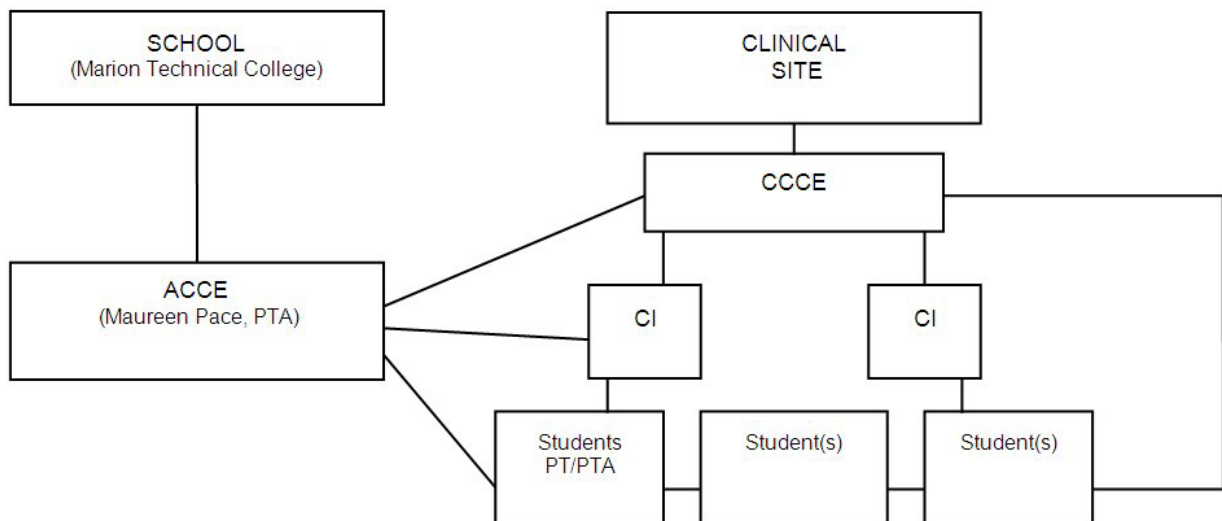 SCHOOL
(Marion Technical College)
CLINICAL
SITE
CCCE
ACCE
(Maureen Pace, PTA)
CI
CI
Students
PT/PTA
Student(s)
Student(s)